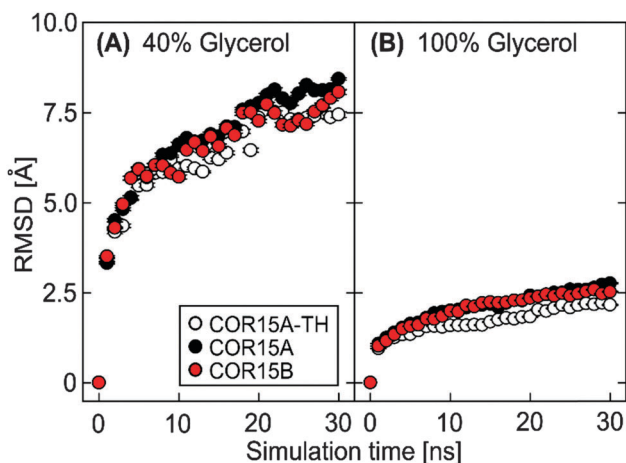 (A) 40% Glycerol
(B) 100% Glycerol
10.0
7.5
5.0
2.5
0
RMSD [Å]
COR15A-TH
COR15A
COR15B
0 10 20 30 0 10 20 30
Simulation time [ns]